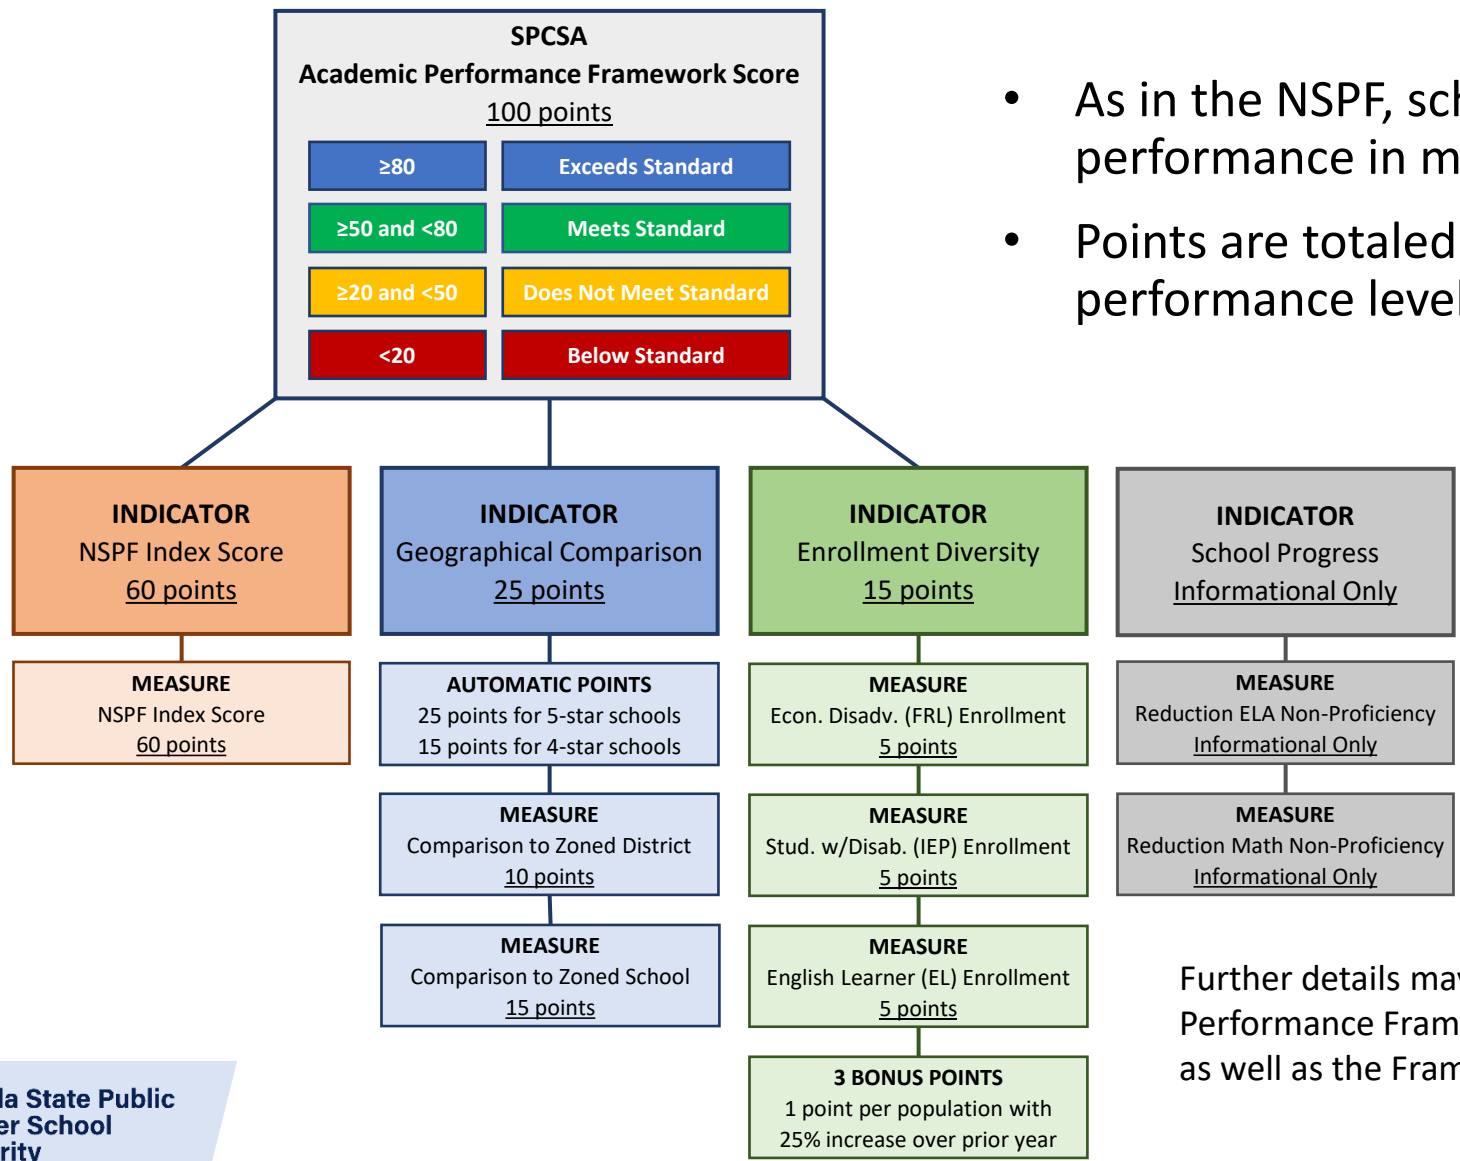 SPCSA
Academic Performance Framework Score
100 points
≥80
Exceeds Standard
≥50 and <80
Meets Standard
≥20 and <50
Does Not Meet Standard
<20
Below Standard
• As in the NSPF, sch
performance in m
• Points are totaled
performance level
INDICATOR
NSPF Index Score
60 points
MEASURE
NSPF Index Score
60 points
INDICATOR
Geographical Comparison
25 points
AUTOMATIC POINTS
25 points for 5-star schools
15 points for 4-star schools
MEASURE
Comparison to Zoned District
10 points
MEASURE
Comparison to Zoned School
15 points
INDICATOR
Enrollment Diversity
15 points
MEASURE
Econ. Disadv. (FRL) Enrollment
5 points
MEASURE
Stud. w/Disab. (IEP) Enrollment
5 points
MEASURE
English Learner (EL) Enrollment
5 points
3 BONUS POINTS
1 point per population with
25% increase over prior year
INDICATOR
School Progress
Informational Only
MEASURE
Reduction ELA Non-Proficiency
Informational Only
MEASURE
Reduction Math Non-Proficiency
Informational Only
Further details may
Performance Fram
as well as the Fram
da State Public
er School
rity